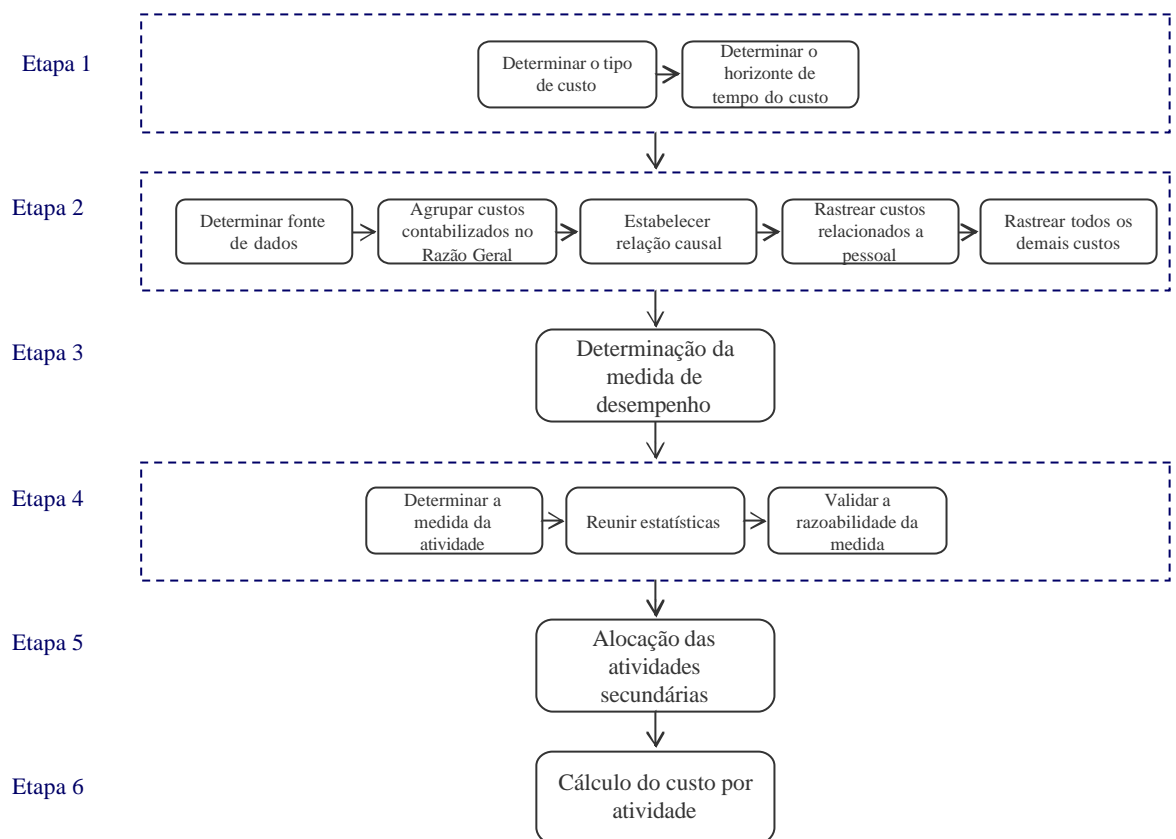 Etapa 1
Determinar o tipo
de custo
Determinar o
horizonte de
tempo do custo
Etapa 2
Determinar fonte
de dados
Agrupar custos
contabilizados no
Razão Geral
Estabelecer
relação causal
Rastrear custos
relacionados a
pessoal
Rastrear todos os
demais custos
Etapa 3
Determinação da
medida de
desempenho
Etapa 4
Determinar a
medida da
atividade
Reunir estatísticas
Validar a
razoabilidade da
medida
Etapa 5
Alocação das
atividades
secundárias
Etapa 6
Cálculo do custo por
atividade